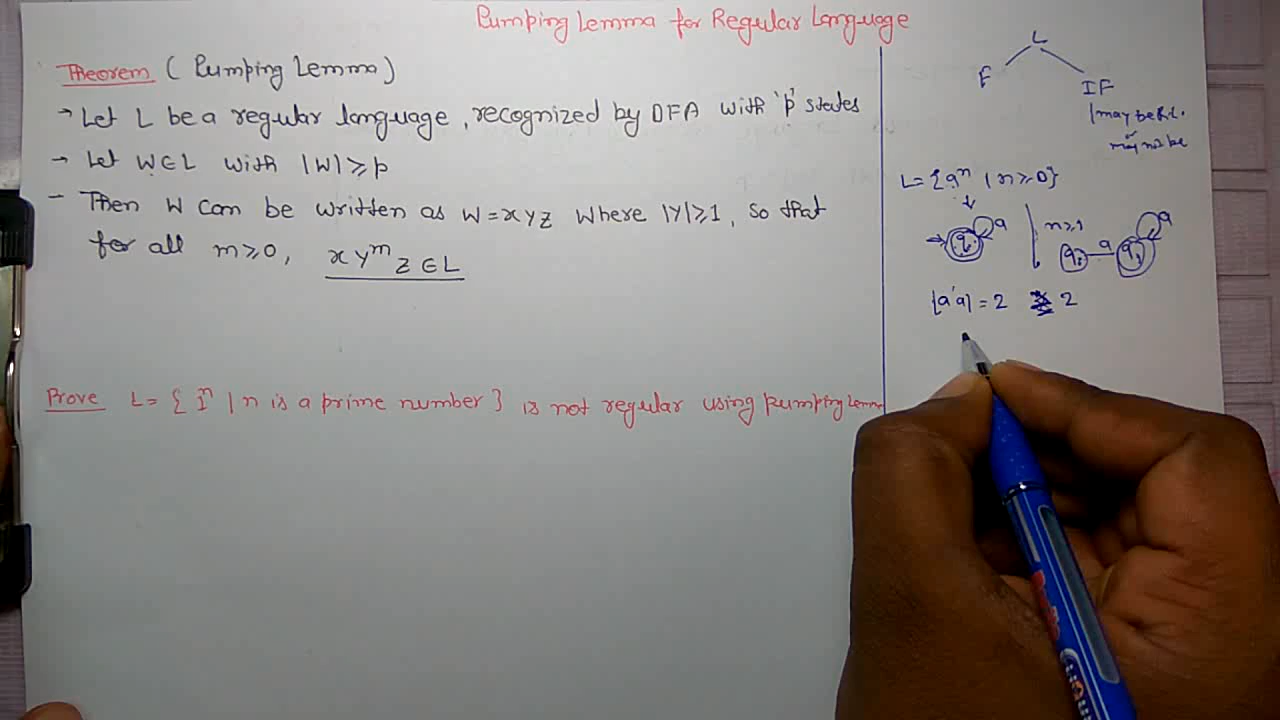 Pumping Lemma for Regular Language
Theorem (Pumping Lemma)
→ Let L be a regular language, recognized by DFA with 'p' states
→ Let W∈L with |W|≥p
- Then W can be written as W=xyz where |Y|≥1, so that
for all m≥0, xy^m z∈L
Prove L= { 1^n | n is a prime number } is not regular using pumping Lemma
L
F IF
may be R.L.
or
may not be
L={a^n | n≥0}
a n≥1 a
a
|aa| = 2 2